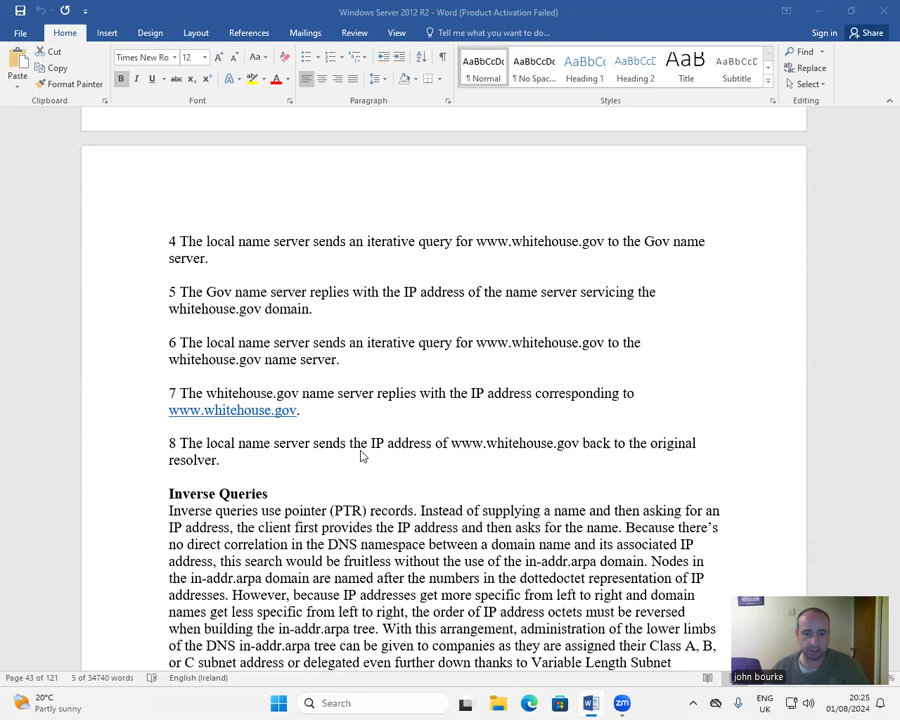 Windows Server 2012 R2 - Word (Product Activation Failed)
File Home Insert Design Layout References Mailings Review View Tell me what you want to do... Sign in Share
Cut
Copy
Format Painter
Paste
Clipboard
Times New Ro 12
Font
Paragraph
AaBbCcDc AaBbCcDc AaBbCc AaBbCcC AaB AaBbCcD
¶ Normal ¶ No Spac... Heading 1 Heading 2 Title Subtitle
Styles
Find
Replace
Select
Editing
4 The local name server sends an iterative query for www.whitehouse.gov to the Gov name
server.
5 The Gov name server replies with the IP address of the name server servicing the
whitehouse.gov domain.
6 The local name server sends an iterative query for www.whitehouse.gov to the
whitehouse.gov name server.
7 The whitehouse.gov name server replies with the IP address corresponding to
www.whitehouse.gov.
8 The local name server sends the IP address of www.whitehouse.gov back to the original
resolver.
Inverse Queries
Inverse queries use pointer (PTR) records. Instead of supplying a name and then asking for an
IP address, the client first provides the IP address and then asks for the name. Because there's
no direct correlation in the DNS namespace between a domain name and its associated IP
address, this search would be fruitless without the use of the in-addr.arpa domain. Nodes in
the in-addr.arpa domain are named after the numbers in the dottedoctet representation of IP
addresses. However, because IP addresses get more specific from left to right and domain
names get less specific from left to right, the order of IP address octets must be reversed
when building the in-addr.arpa tree. With this arrangement, administration of the lower limbs
of the DNS in-addr.arpa tree can be given to companies as they are assigned their Class A, B,
or C subnet address or delegated even further down thanks to Variable Length Subnet
john bourke
Page 43 of 121 5 of 34740 words English (Ireland)
20°C
Partly sunny
Search
ENG
UK
20:25
01/08/2024